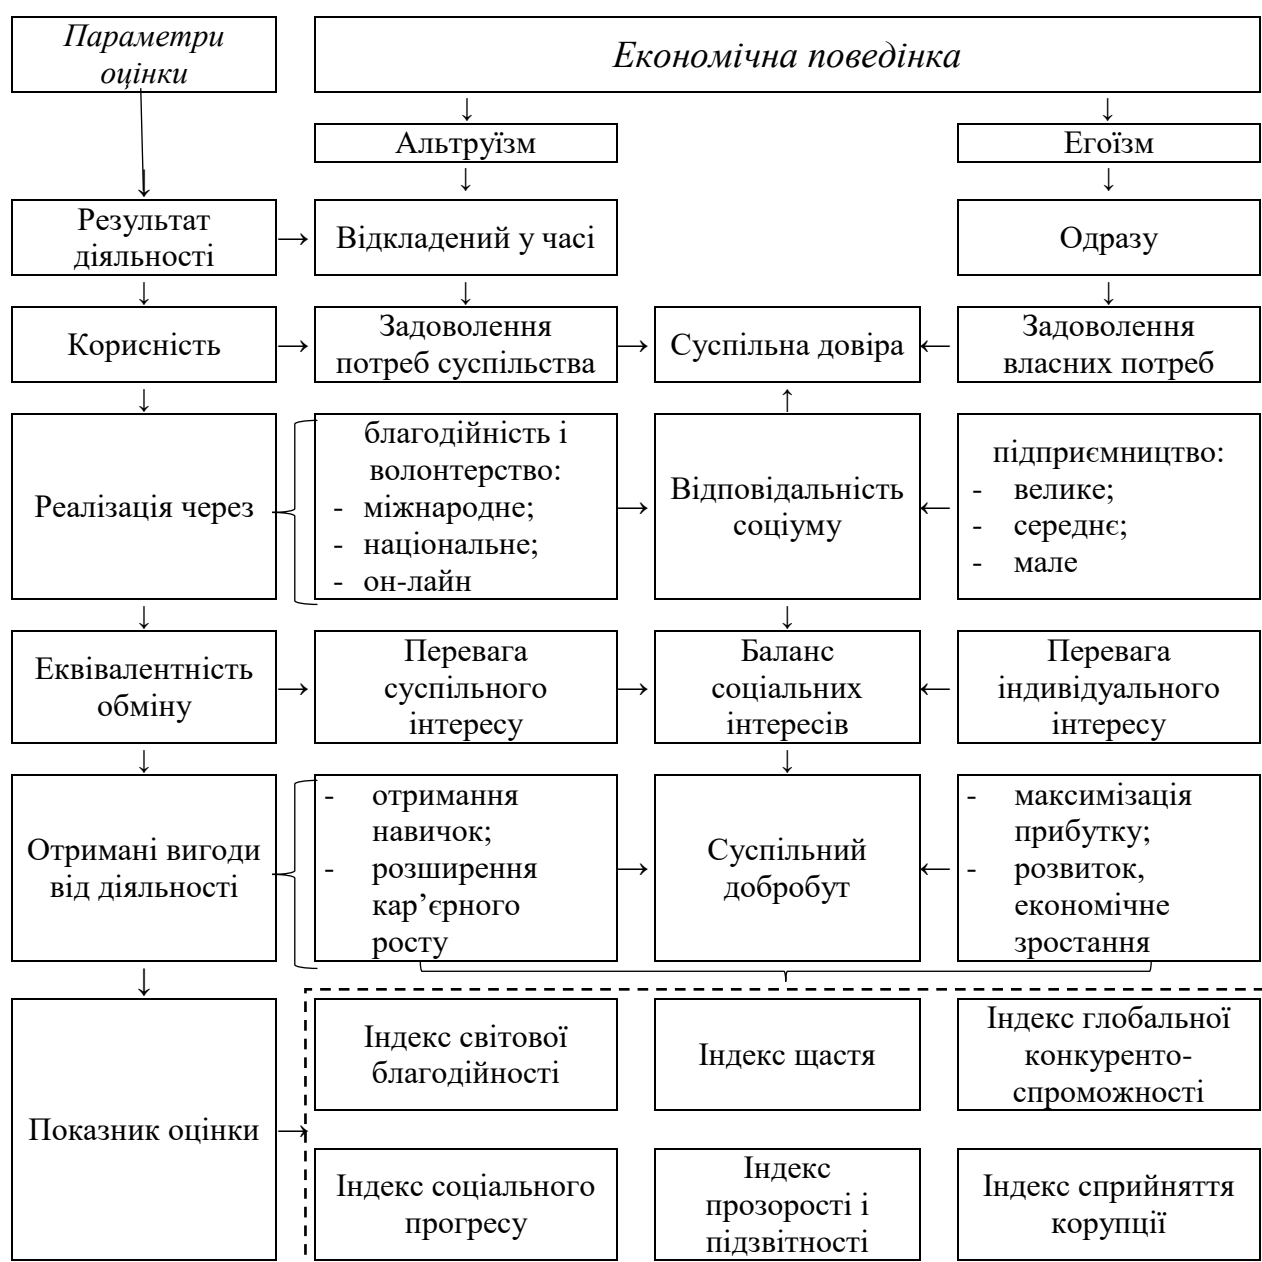 Параметри
оцінки
Економічна поведінка
Альтруїзм
Егоїзм
Результат
діяльності
Відкладений у часі
Одразу
Корисність
Задоволення
потреб суспільства
Суспільна довіра
Задоволення
власних потреб
Реалізація через
благодійність і
волонтерство:
- міжнародне;
- національне;
- он-лайн
Відповідальність
соціуму
підприємництво:
- велике;
- середнє;
- мале
Еквівалентність
обміну
Перевага
суспільного
інтересу
Баланс
соціальних
інтересів
Перевага
індивідуального
інтересу
Отримані вигоди
від діяльності
- отримання
навичок;
- розширення
кар’єрного
росту
Суспільний
добробут
- максимізація
прибутку;
- розвиток,
економічне
зростання
Показник оцінки
Індекс світової
благодійності
Індекс щастя
Індекс глобальної
конкуренто-
спроможності
Індекс соціального
прогресу
Індекс
прозорості і
підзвітності
Індекс сприйняття
корупції